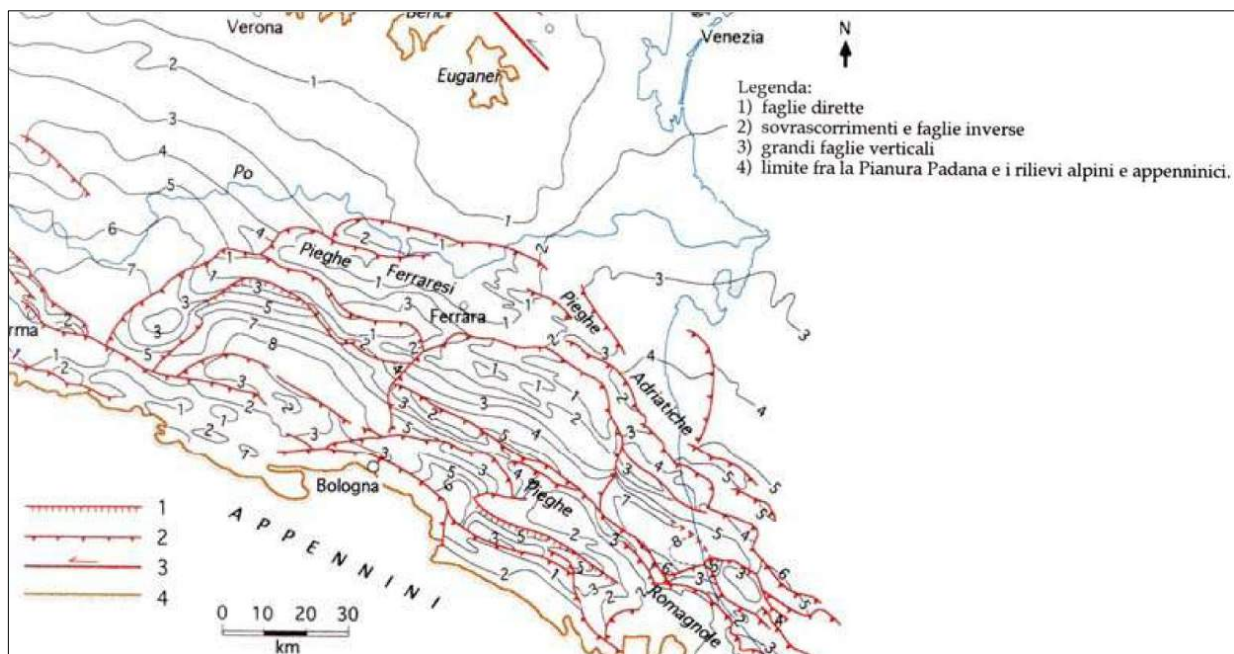 Verona
Berici
Euganei
Venezia
N
Legenda:
1) faglie dirette
2) sovrascorrimenti e faglie inverse
3) grandi faglie verticali
4) limite fra la Pianura Padana e i rilievi alpini e appenninici.
Po
Pieghe
Ferraresi
Ferrara
Pieghe
Adriatiche
rma
Bologna
Pieghe
Romagnole
APPENNINI
1
2
3
4
0 10 20 30
km